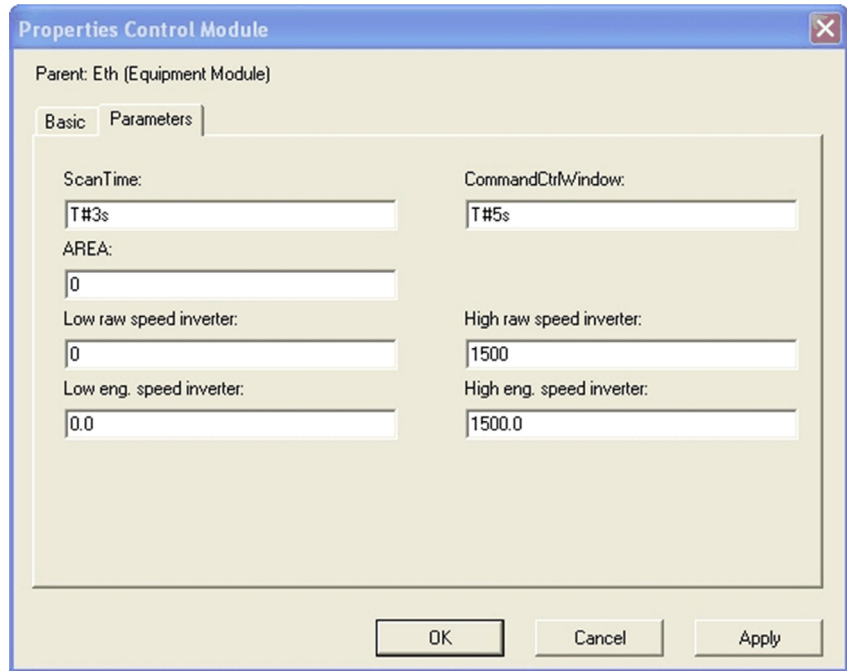 Properties Control Module
Parent: Eth (Equipment Module)
Basic Parameters
ScanTime: CommandCtrlWindow:
T#3s T#5s
AREA:
0
Low raw speed inverter: High raw speed inverter:
0 1500
Low eng. speed inverter: High eng. speed inverter:
0.0 1500.0
OK Cancel Apply